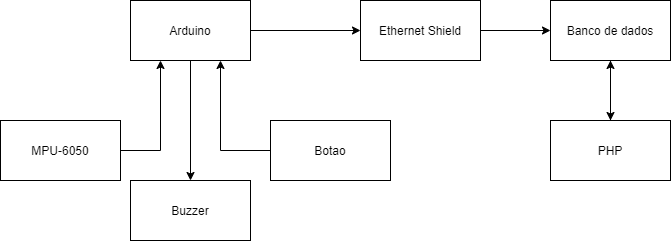 Arduino
Ethernet Shield
Banco de dados
MPU-6050
Botao
PHP
Buzzer